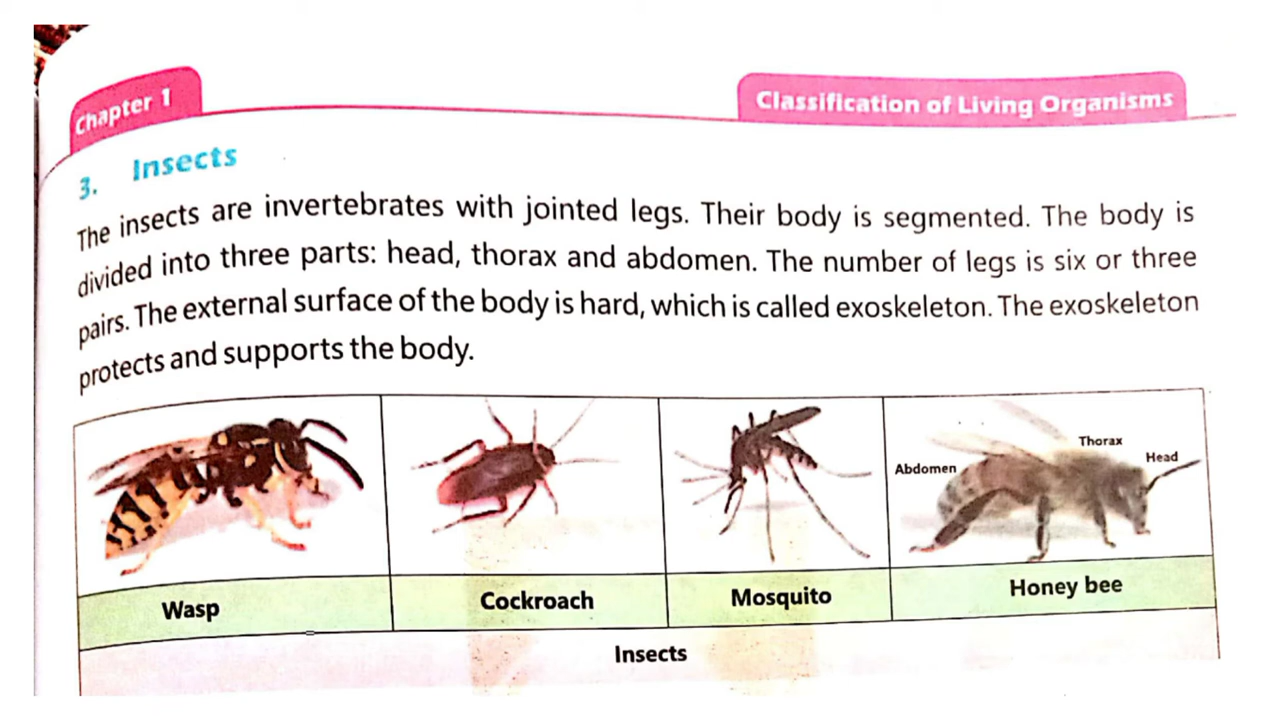 Chapter 1
Classification of Living Organisms
3. Insects
The insects are invertebrates with jointed legs. Their body is segmented. The body is
divided into three parts: head, thorax and abdomen. The number of legs is six or three
pairs. The external surface of the body is hard, which is called exoskeleton. The exoskeleton
protects and supports the body.
Abdomen
Thorax
Head
Wasp
Cockroach
Mosquito
Honey bee
Insects